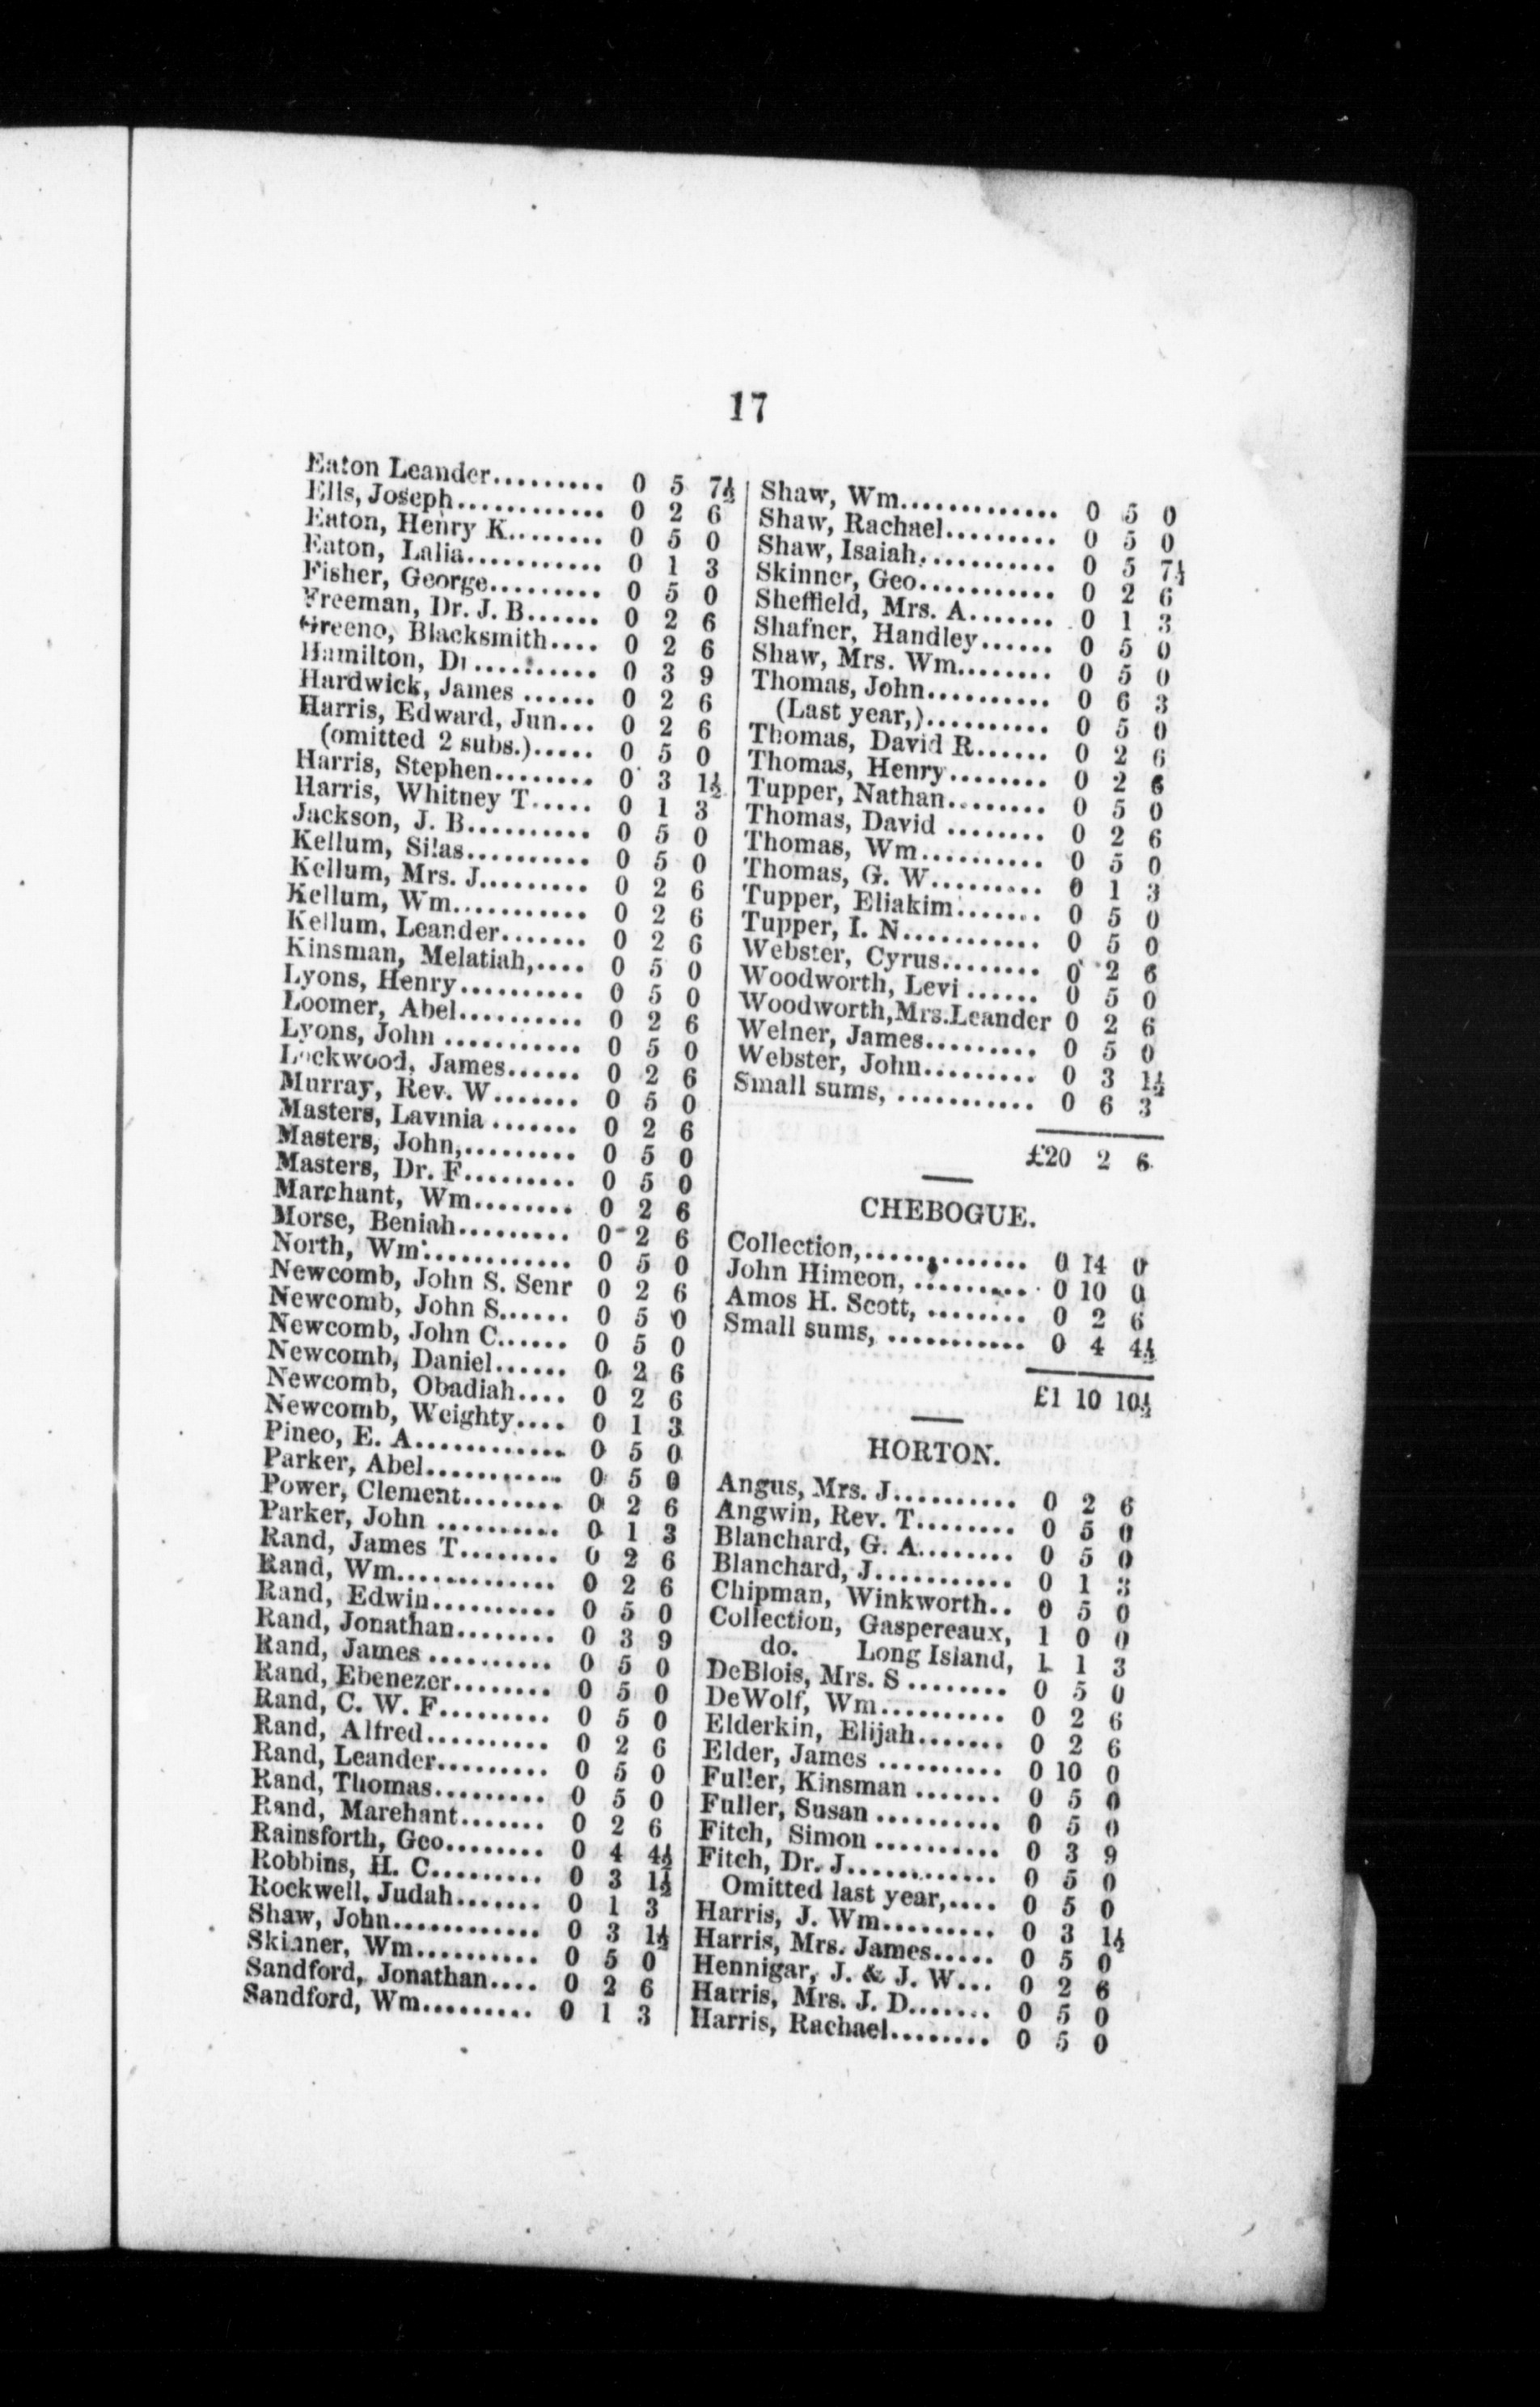 17
Eaton Leander.......... 0 5 7½
Ells, Joseph............. 0 2 6
Eaton, Henry K........ 0 5 0
Eaton, Lalia............ 0 1 3
Fisher, George.......... 0 5 0
Freeman, Dr. J. B...... 0 2 6
Greeno, Blacksmith.... 0 2 6
Hamilton, Dr........... 0 3 9
Hardwick, James ...... 0 2 6
Harris, Edward, Jun... 0 2 6
(omitted 2 subs.)..... 0 5 0
Harris, Stephen........ 0 3 1½
Harris, Whitney T..... 0 1 3
Jackson, J. B.......... 0 5 0
Kellum, Silas.......... 0 5 0
Kellum, Mrs. J......... 0 2 6
Kellum, Wm........... 0 2 6
Kellum, Leander....... 0 2 6
Kinsman, Melatiah,.... 0 5 0
Lyons, Henry.......... 0 5 0
Loomer, Abel.......... 0 2 6
Lyons, John ........... 0 5 0
Lockwood, James...... 0 2 6
Murray, Rev. W....... 0 5 0
Masters, Lavinia ....... 0 2 6
Masters, John,......... 0 5 0
Masters, Dr. F......... 0 5 0
Marchant, Wm........ 0 2 6
Morse, Beniah......... 0 2 6
North, Wm............ 0 5 0
Newcomb, John S. Senr 0 2 6
Newcomb, John S...... 0 5 0
Newcomb, John C...... 0 5 0
Newcomb, Daniel...... 0 2 6
Newcomb, Obadiah.... 0 2 6
Newcomb, Weighty.... 0 1 3
Pineo, E. A............. 0 5 0
Parker, Abel........... 0 5 0
Power, Clement........ 0 2 6
Parker, John .......... 0 1 3
Rand, James T........ 0 2 6
Rand, Wm............. 0 2 6
Rand, Edwin.......... 0 5 0
Rand, Jonathan........ 0 3 9
Rand, James .......... 0 5 0
Rand, Ebenezer........ 0 5 0
Rand, C. W. F......... 0 5 0
Rand, Alfred.......... 0 2 6
Rand, Leander......... 0 5 0
Rand, Thomas......... 0 5 0
Rand, Marehant....... 0 2 6
Rainsforth, Geo........ 0 4 4½
Robbins, H. C......... 0 3 1½
Rockwell, Judah....... 0 1 3
Shaw, John............. 0 3 1½
Skinner, Wm.......... 0 5 0
Sandford, Jonathan.... 0 2 6
Sandford, Wm......... 0 1 3
Shaw, Wm............. 0 5 0
Shaw, Rachael......... 0 5 0
Shaw, Isaiah............ 0 5 7½
Skinner, Geo........... 0 2 6
Sheffield, Mrs. A....... 0 1 3
Shafner, Handley...... 0 5 0
Shaw, Mrs. Wm........ 0 5 0
Thomas, John.......... 0 6 3
(Last year,)........... 0 5 0
Thomas, David R...... 0 2 6
Thomas, Henry........ 0 2 6
Tupper, Nathan........ 0 5 0
Thomas, David ........ 0 2 6
Thomas, Wm.......... 0 5 0
Thomas, G. W......... 0 1 3
Tupper, Eliakim....... 0 5 0
Tupper, I. N........... 0 5 0
Webster, Cyrus........ 0 2 6
Woodworth, Levi ...... 0 5 0
Woodworth, Mrs. Leander 0 2 6
Welner, James......... 0 5 0
Webster, John......... 0 3 1½
Small sums, ........... 0 6 3
£20 2 6
CHEBOGUE.
Collection,............. 0 14 0
John Himeon, .......... 0 10 0
Amos H. Scott, ........ 0 2 6
Small sums, ............ 0 4 4½
£1 10 10½
HORTON.
Angus, Mrs. J.......... 0 2 6
Angwin, Rev. T........ 0 5 0
Blanchard, G. A........ 0 5 0
Blanchard, J........... 0 1 3
Chipman, Winkworth.. 0 5 0
Collection, Gaspereaux, 1 0 0
do. Long Island, 1 1 3
DeBlois, Mrs. S ........ 0 5 0
DeWolf, Wm.......... 0 2 6
Elderkin, Elijah....... 0 2 6
Elder, James .......... 0 10 0
Fuller, Kinsman ....... 0 5 0
Fuller, Susan .......... 0 5 0
Fitch, Simon .......... 0 3 9
Fitch, Dr. J............ 0 5 0
Omitted last year,.... 0 5 0
Harris, J. Wm......... 0 3 1½
Harris, Mrs. James..... 0 5 0
Hennigar, J. & J. W... 0 2 6
Harris, Mrs. J. D....... 0 5 0
Harris, Rachael........ 0 5 0